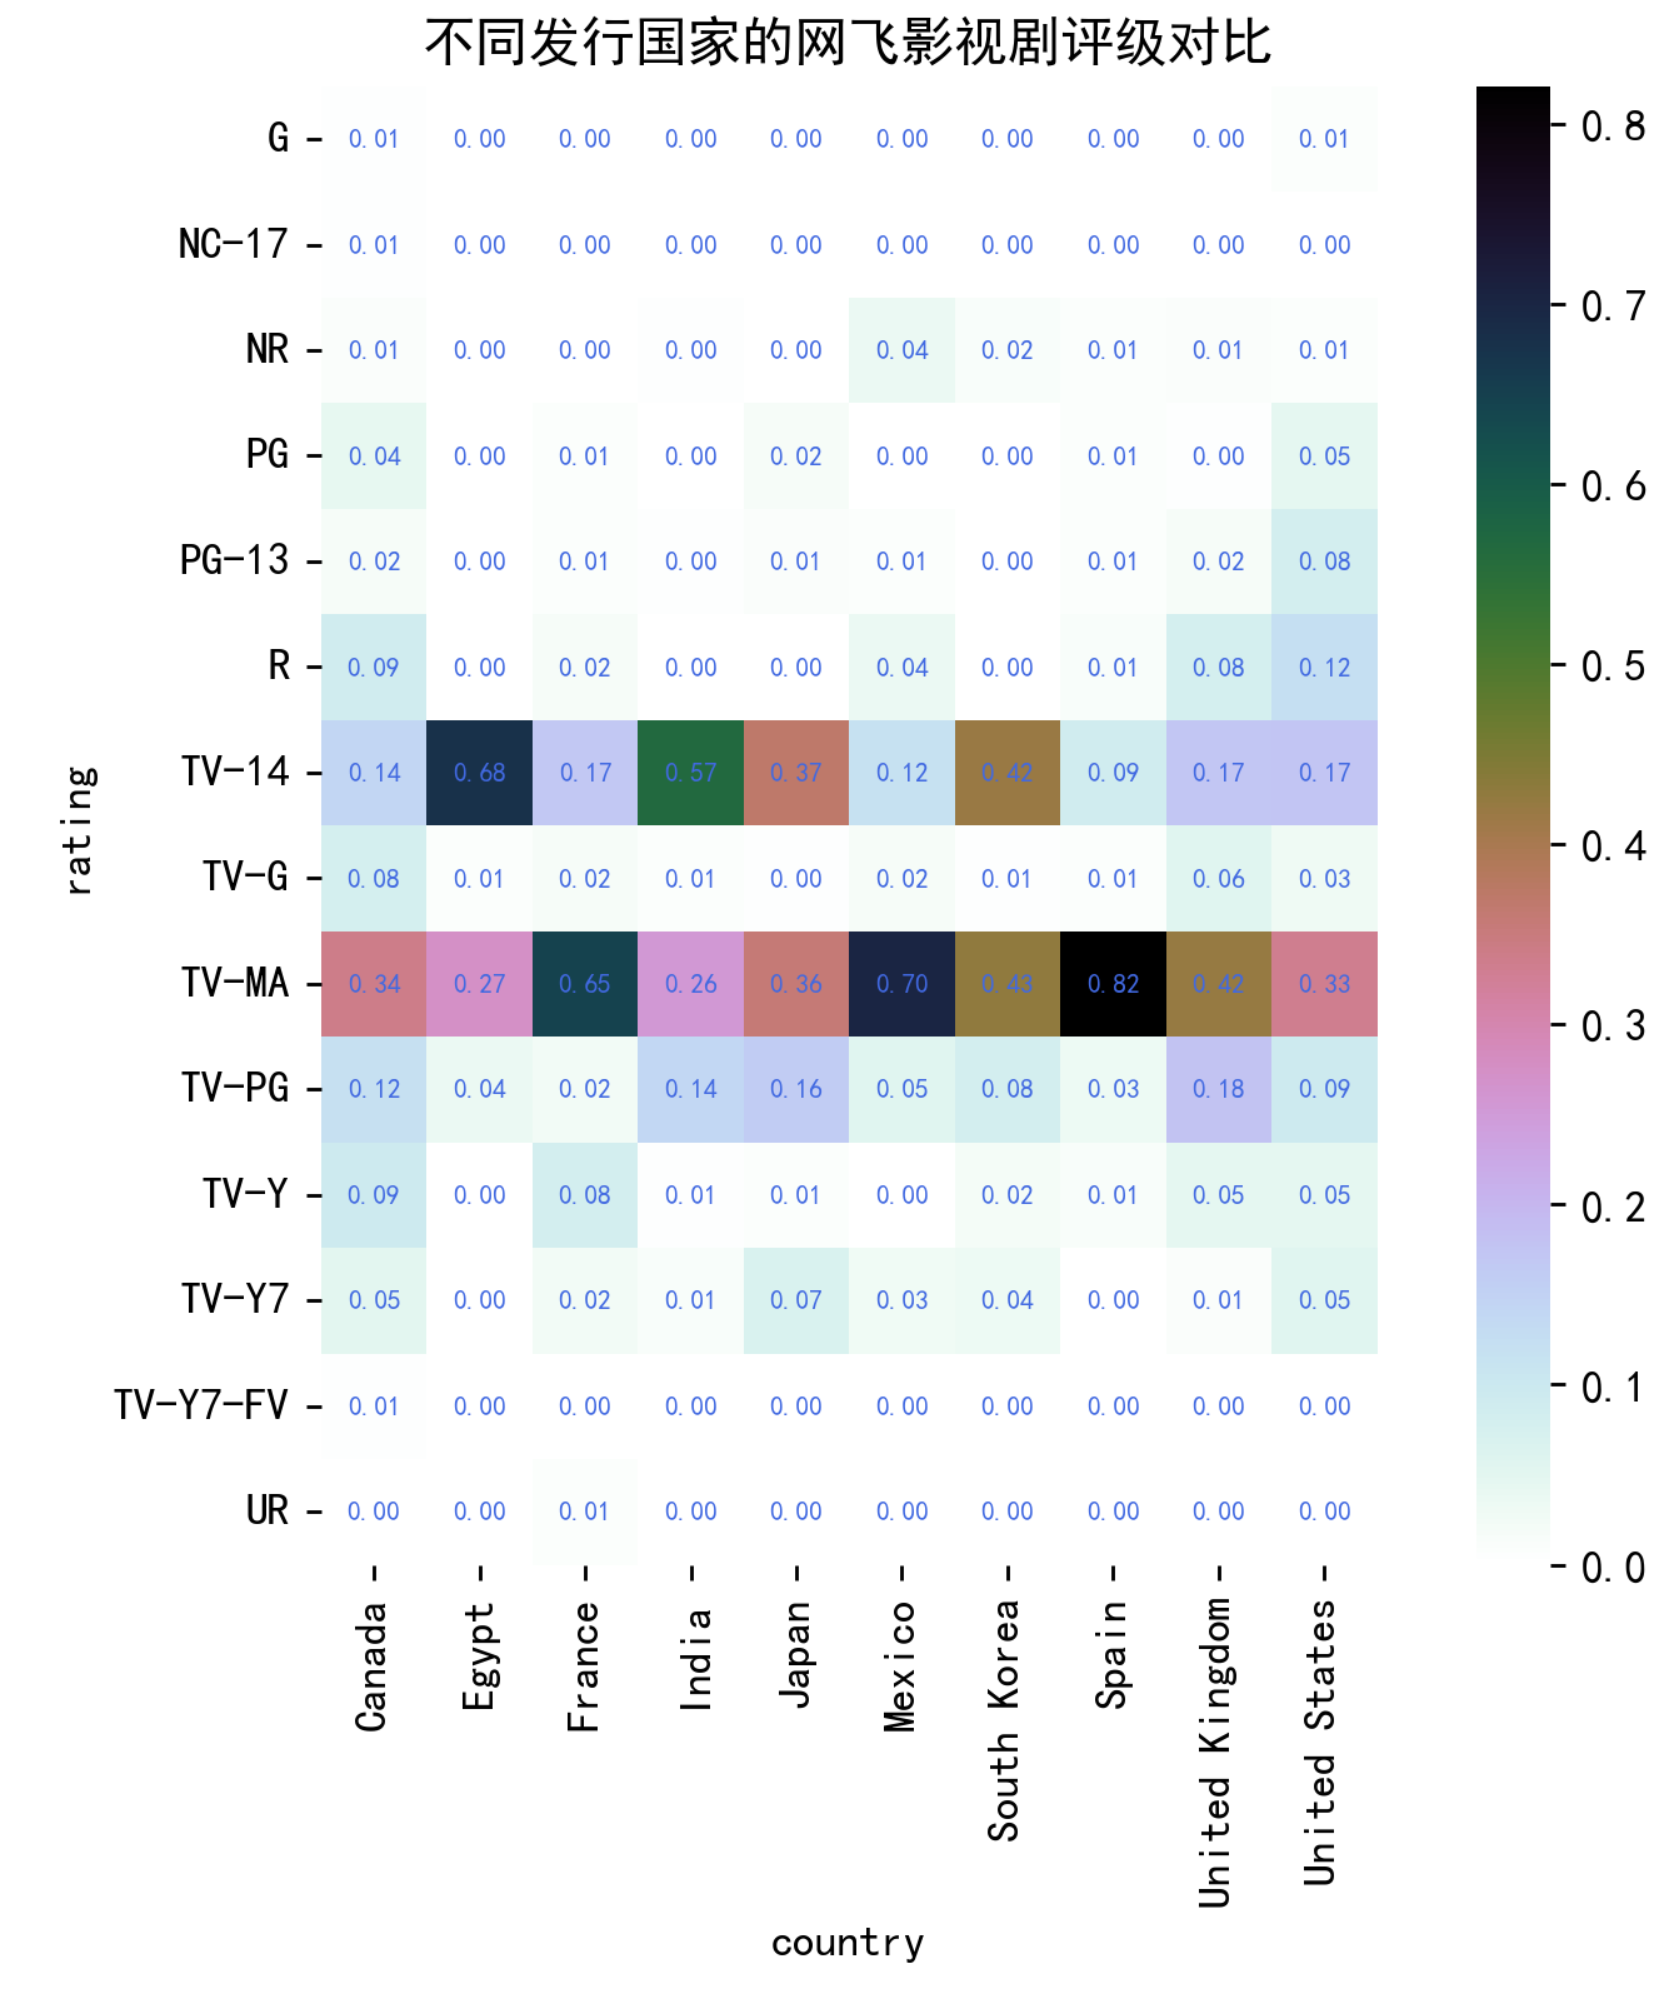 不同发行国家的网飞影视剧评级对比
G 0.01 0.00 0.00 0.00 0.00 0.00 0.00 0.00 0.00 0.01
NC-17 0.01 0.00 0.00 0.00 0.00 0.00 0.00 0.00 0.00 0.00
NR 0.01 0.00 0.00 0.00 0.00 0.04 0.02 0.01 0.01 0.01
PG 0.04 0.00 0.01 0.00 0.02 0.00 0.00 0.01 0.00 0.05
PG-13 0.02 0.00 0.01 0.00 0.01 0.01 0.00 0.01 0.02 0.08
R 0.09 0.00 0.02 0.00 0.00 0.04 0.00 0.01 0.08 0.12
TV-14 0.14 0.68 0.17 0.57 0.37 0.12 0.42 0.09 0.17 0.17
TV-G 0.08 0.01 0.02 0.01 0.00 0.02 0.01 0.01 0.06 0.03
TV-MA 0.34 0.27 0.65 0.26 0.36 0.70 0.43 0.82 0.42 0.33
TV-PG 0.12 0.04 0.02 0.14 0.16 0.05 0.08 0.03 0.18 0.09
TV-Y 0.09 0.00 0.08 0.01 0.01 0.00 0.02 0.01 0.05 0.05
TV-Y7 0.05 0.00 0.02 0.01 0.07 0.03 0.04 0.00 0.01 0.05
TV-Y7-FV 0.01 0.00 0.00 0.00 0.00 0.00 0.00 0.00 0.00 0.00
UR 0.00 0.00 0.01 0.00 0.00 0.00 0.00 0.00 0.00 0.00
rating
Canada
Egypt
France
India
Japan
Mexico
South Korea
Spain
United Kingdom
United States
country
0.8
0.7
0.6
0.5
0.4
0.3
0.2
0.1
0.0